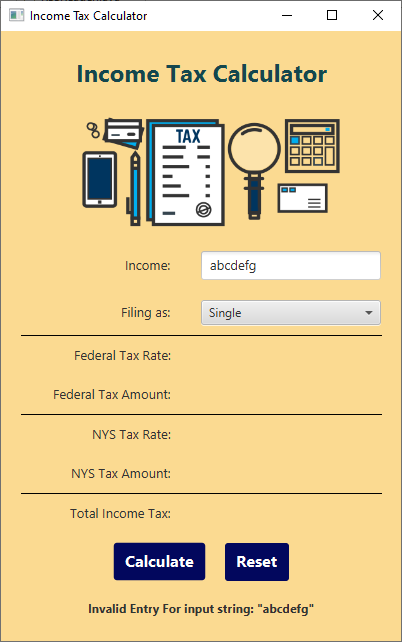 Income Tax Calculator
Income Tax Calculator
TAX
Income: abcdefg
Filing as: Single
Federal Tax Rate:
Federal Tax Amount:
NYS Tax Rate:
NYS Tax Amount:
Total Income Tax:
Calculate Reset
Invalid Entry For input string: "abcdefg"